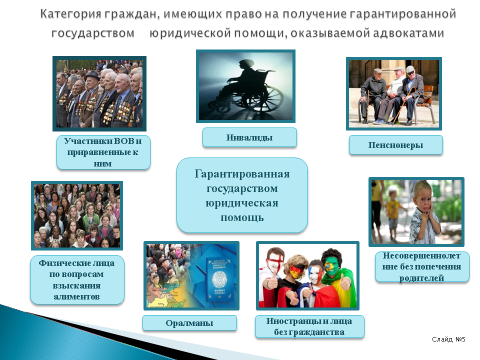 Категория граждан, имеющих право на получение гарантированной
государством юридической помощи, оказываемой адвокатами
Участники ВОВ и
приравненные к
ним
Инвалиды
Пенсионеры
Гарантированная
государством
юридическая
помощь
Физические лица
по вопросам
взыскания
алиментов
Оралманы
Иностранцы и лица
без гражданства
Несовершеннолет
ние без попечения
родителей
Слайд №5